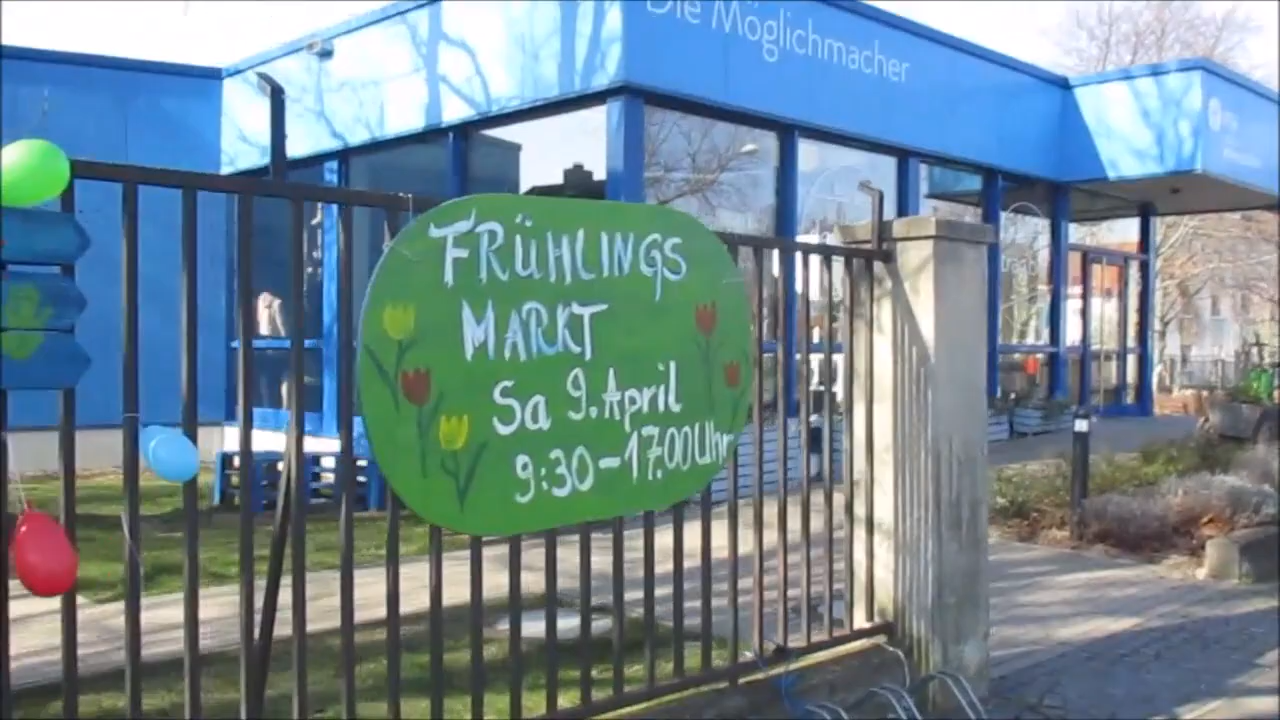 Die Möglichmacher
FRÜHLINGS
MARKT
Sa 9. April
9:30-17.00 Uhr